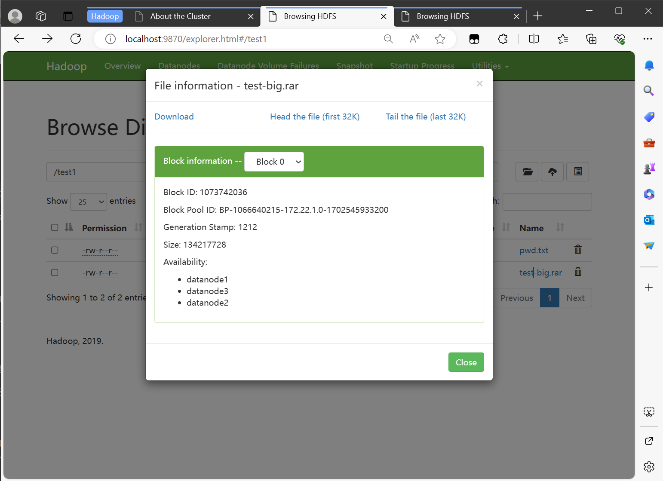 Hadoop
About the Cluster
Browsing HDFS
Browsing HDFS
localhost:9870/explorer.html#/test1
Hadoop Overview Datanodes Datanode Volume Failures Snapshot Startup Progress Utilities
File information - test-big.rar
×
Download Head the file (first 32K) Tail the file (last 32K)
Browse Di
Block information -- Block 0
/test1
Block ID: 1073742036
Block Pool ID: BP-1066640215-172.22.1.0-1702545933200
Show 25 entries
h:
Generation Stamp: 1212
Permission
Name
Size: 134217728
-rw-r--r--
pwd.txt
Availability:
-rw-r--r--
test-big.rar
• datanode1
• datanode3
• datanode2
Showing 1 to 2 of 2 entrie
Previous 1 Next
Hadoop, 2019.
Close